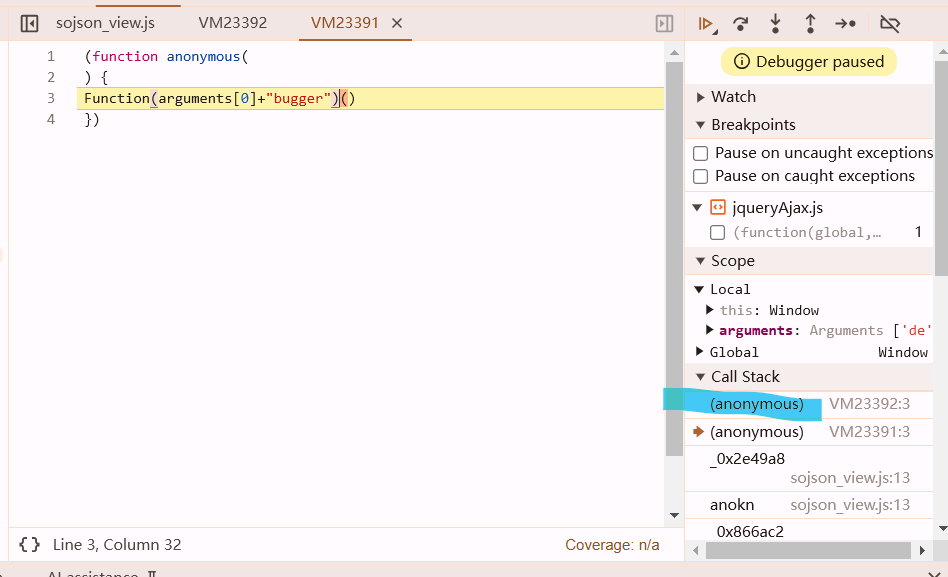 sojson_view.js VM23392 VM23391
1 (function anonymous(
2 ) {
3 Function(arguments[0]+"bugger")()
4 })
{} Line 3, Column 32 Coverage: n/a
AI assistance
Debugger paused
Watch
Breakpoints
Pause on uncaught exceptions
Pause on caught exceptions
jqueryAjax.js
(function(global,… 1
Scope
Local
this: Window
arguments: Arguments ['de'
Global Window
Call Stack
(anonymous) VM23392:3
(anonymous) VM23391:3
_0x2e49a8
sojson_view.js:13
anokn sojson_view.js:13
_0x866ac2